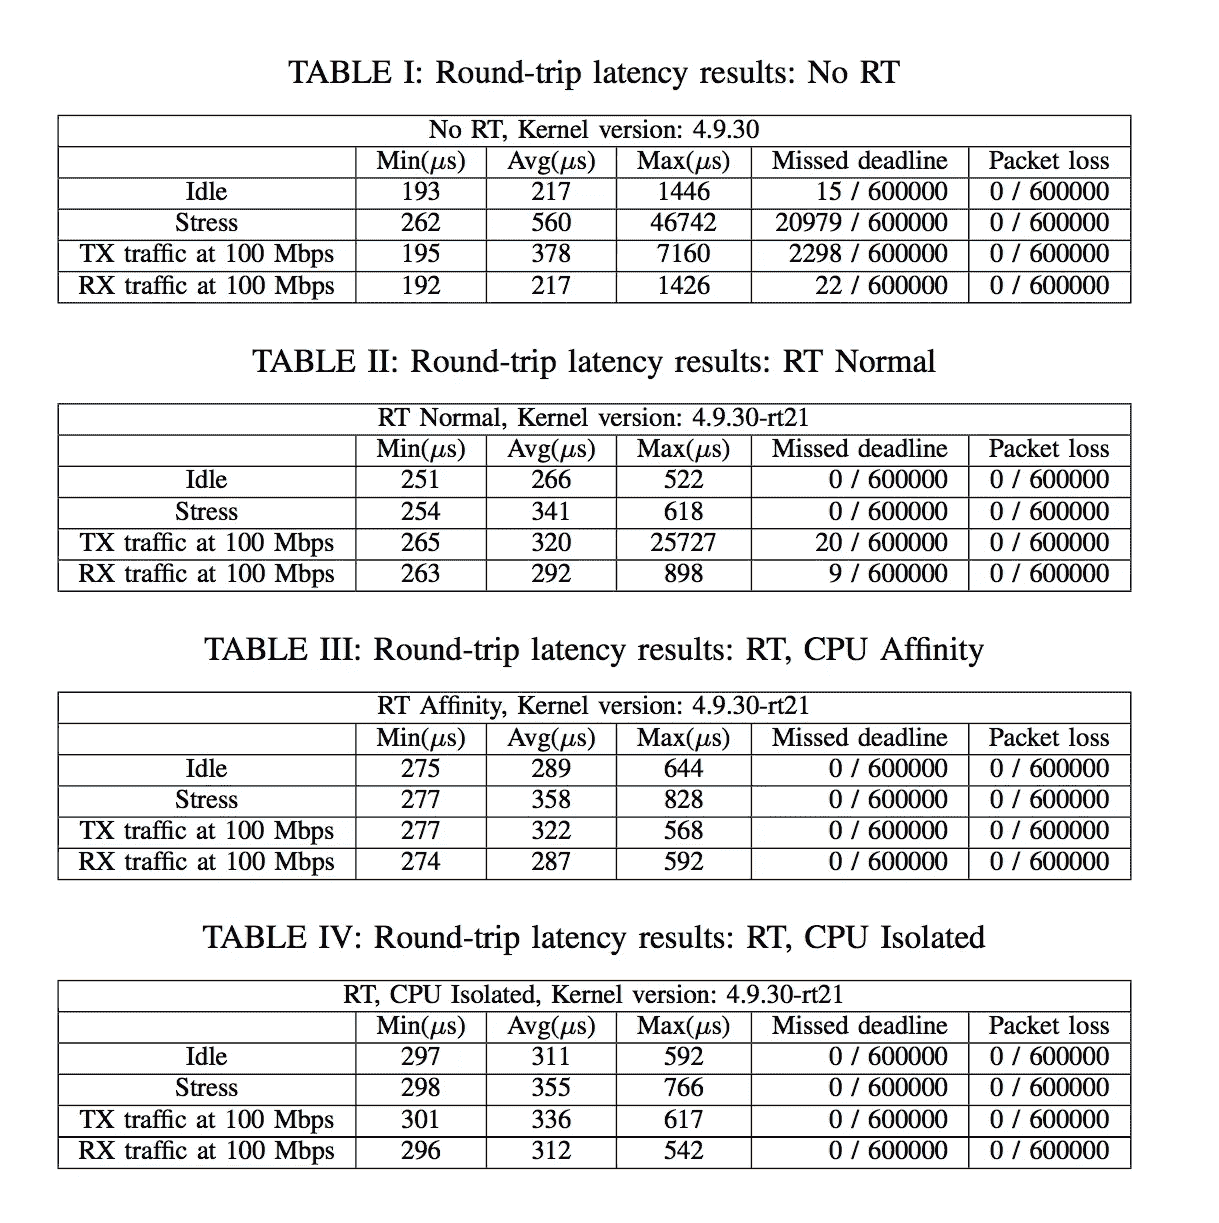 TABLE I: Round-trip latency results: No RT
No RT, Kernel version: 4.9.30
Min(μs) Avg(μs) Max(μs) Missed deadline Packet loss
Idle 193 217 1446 15 / 600000 0 / 600000
Stress 262 560 46742 20979 / 600000 0 / 600000
TX traffic at 100 Mbps 195 378 7160 2298 / 600000 0 / 600000
RX traffic at 100 Mbps 192 217 1426 22 / 600000 0 / 600000
TABLE II: Round-trip latency results: RT Normal
RT Normal, Kernel version: 4.9.30-rt21
Min(μs) Avg(μs) Max(μs) Missed deadline Packet loss
Idle 251 266 522 0 / 600000 0 / 600000
Stress 254 341 618 0 / 600000 0 / 600000
TX traffic at 100 Mbps 265 320 25727 20 / 600000 0 / 600000
RX traffic at 100 Mbps 263 292 898 9 / 600000 0 / 600000
TABLE III: Round-trip latency results: RT, CPU Affinity
RT Affinity, Kernel version: 4.9.30-rt21
Min(μs) Avg(μs) Max(μs) Missed deadline Packet loss
Idle 275 289 644 0 / 600000 0 / 600000
Stress 277 358 828 0 / 600000 0 / 600000
TX traffic at 100 Mbps 277 322 568 0 / 600000 0 / 600000
RX traffic at 100 Mbps 274 287 592 0 / 600000 0 / 600000
TABLE IV: Round-trip latency results: RT, CPU Isolated
RT, CPU Isolated, Kernel version: 4.9.30-rt21
Min(μs) Avg(μs) Max(μs) Missed deadline Packet loss
Idle 297 311 592 0 / 600000 0 / 600000
Stress 298 355 766 0 / 600000 0 / 600000
TX traffic at 100 Mbps 301 336 617 0 / 600000 0 / 600000
RX traffic at 100 Mbps 296 312 542 0 / 600000 0 / 600000